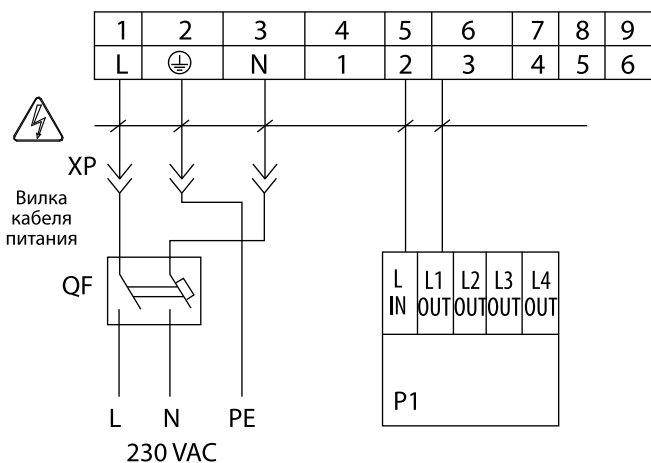 1 2 3 4 5 6 7 8 9
L N 1 2 3 4 5 6
XP
Вилка
кабеля
питания
QF
L IN L1 OUT L2 OUT L3 OUT L4 OUT
P1
L N PE
230 VAC